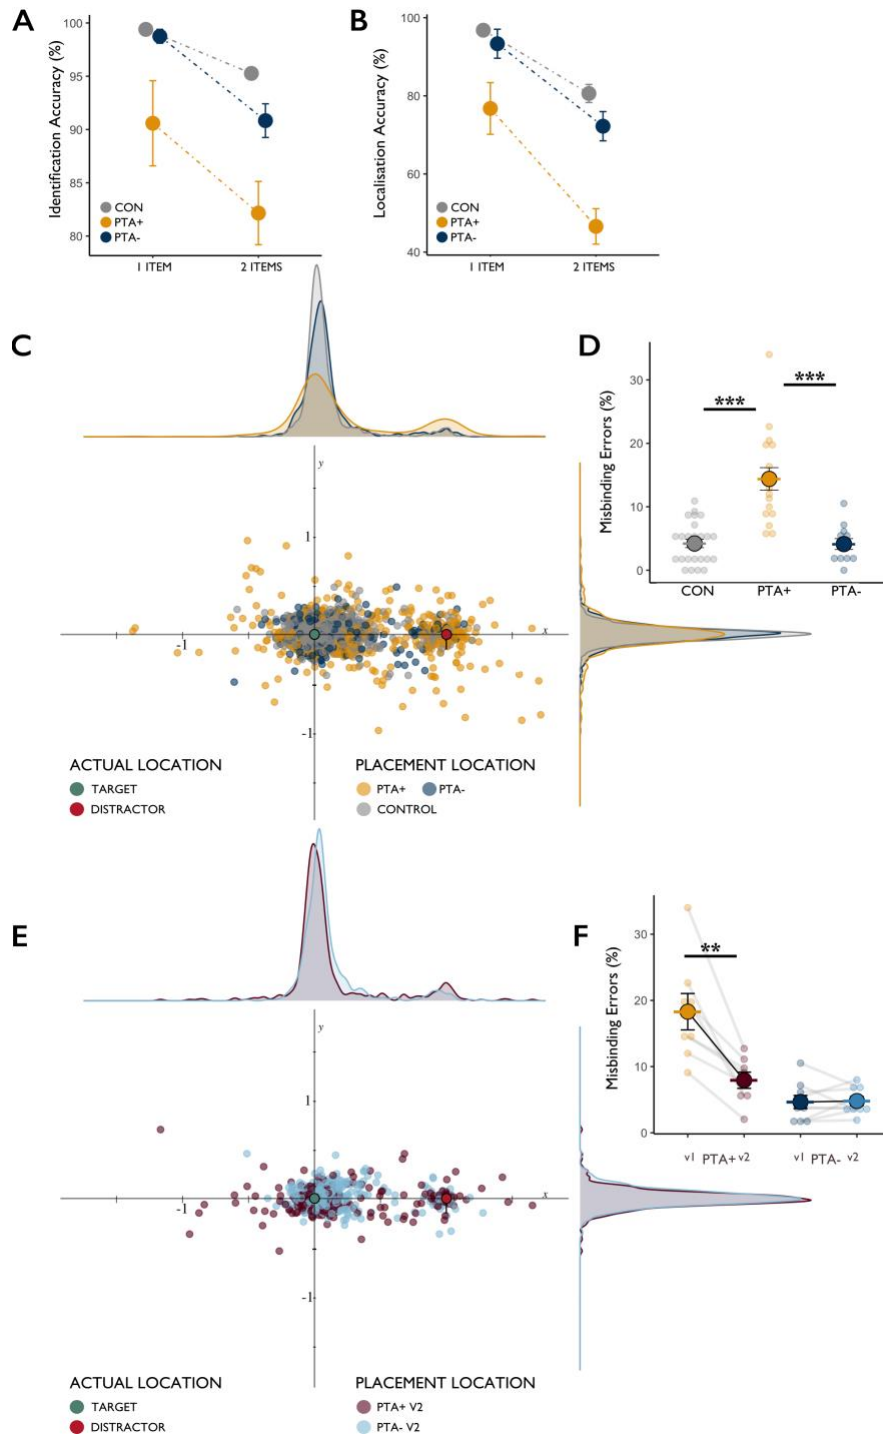 A
Identification Accuracy (%)
100
95
90
85
80
CON
PTA+
PTA-
1 ITEM
2 ITEMS
B
Localisation Accuracy (%)
100
80
60
40
CON
PTA+
PTA-
1 ITEM
2 ITEMS
C
y
1
x
-1
-1
ACTUAL LOCATION
TARGET
DISTRACTOR
PLACEMENT LOCATION
PTA+ PTA-
CONTROL
D
Misbinding Errors (%)
30
20
10
0
***
***
CON PTA+ PTA-
E
y
1
x
-1
-1
ACTUAL LOCATION
TARGET
DISTRACTOR
PLACEMENT LOCATION
PTA+ V2
PTA- V2
F
Misbinding Errors (%)
30
20
10
0
**
v1 PTA+ v2 v1 PTA- v2